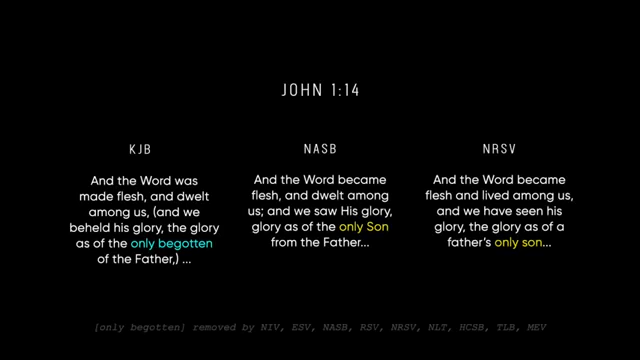 JOHN 1:14
KJB
And the Word was
made flesh, and dwelt
among us, (and we
beheld his glory, the glory
as of the only begotten
of the Father,) ...
NASB
And the Word became
flesh, and dwelt among
us; and we saw His glory,
glory as of the only Son
from the Father...
NRSV
And the Word became
flesh and lived among us,
and we have seen his
glory, the glory as of a
father's only son...
[only begotten] removed by NIV, ESV, NASB, RSV, NRSV, NLT, HCSB, TLB, MEV